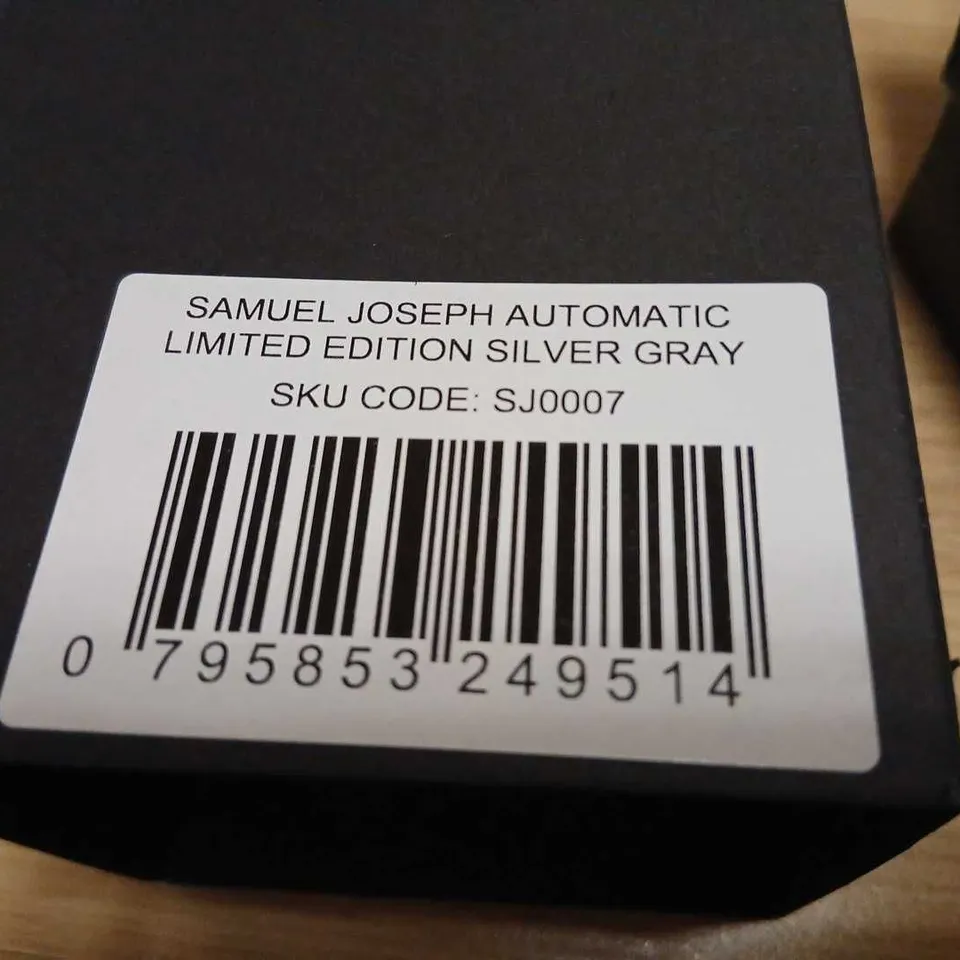 SAMUEL JOSEPH AUTOMATIC
LIMITED EDITION SILVER GRAY
SKU CODE: SJ0007
0 795853 249514